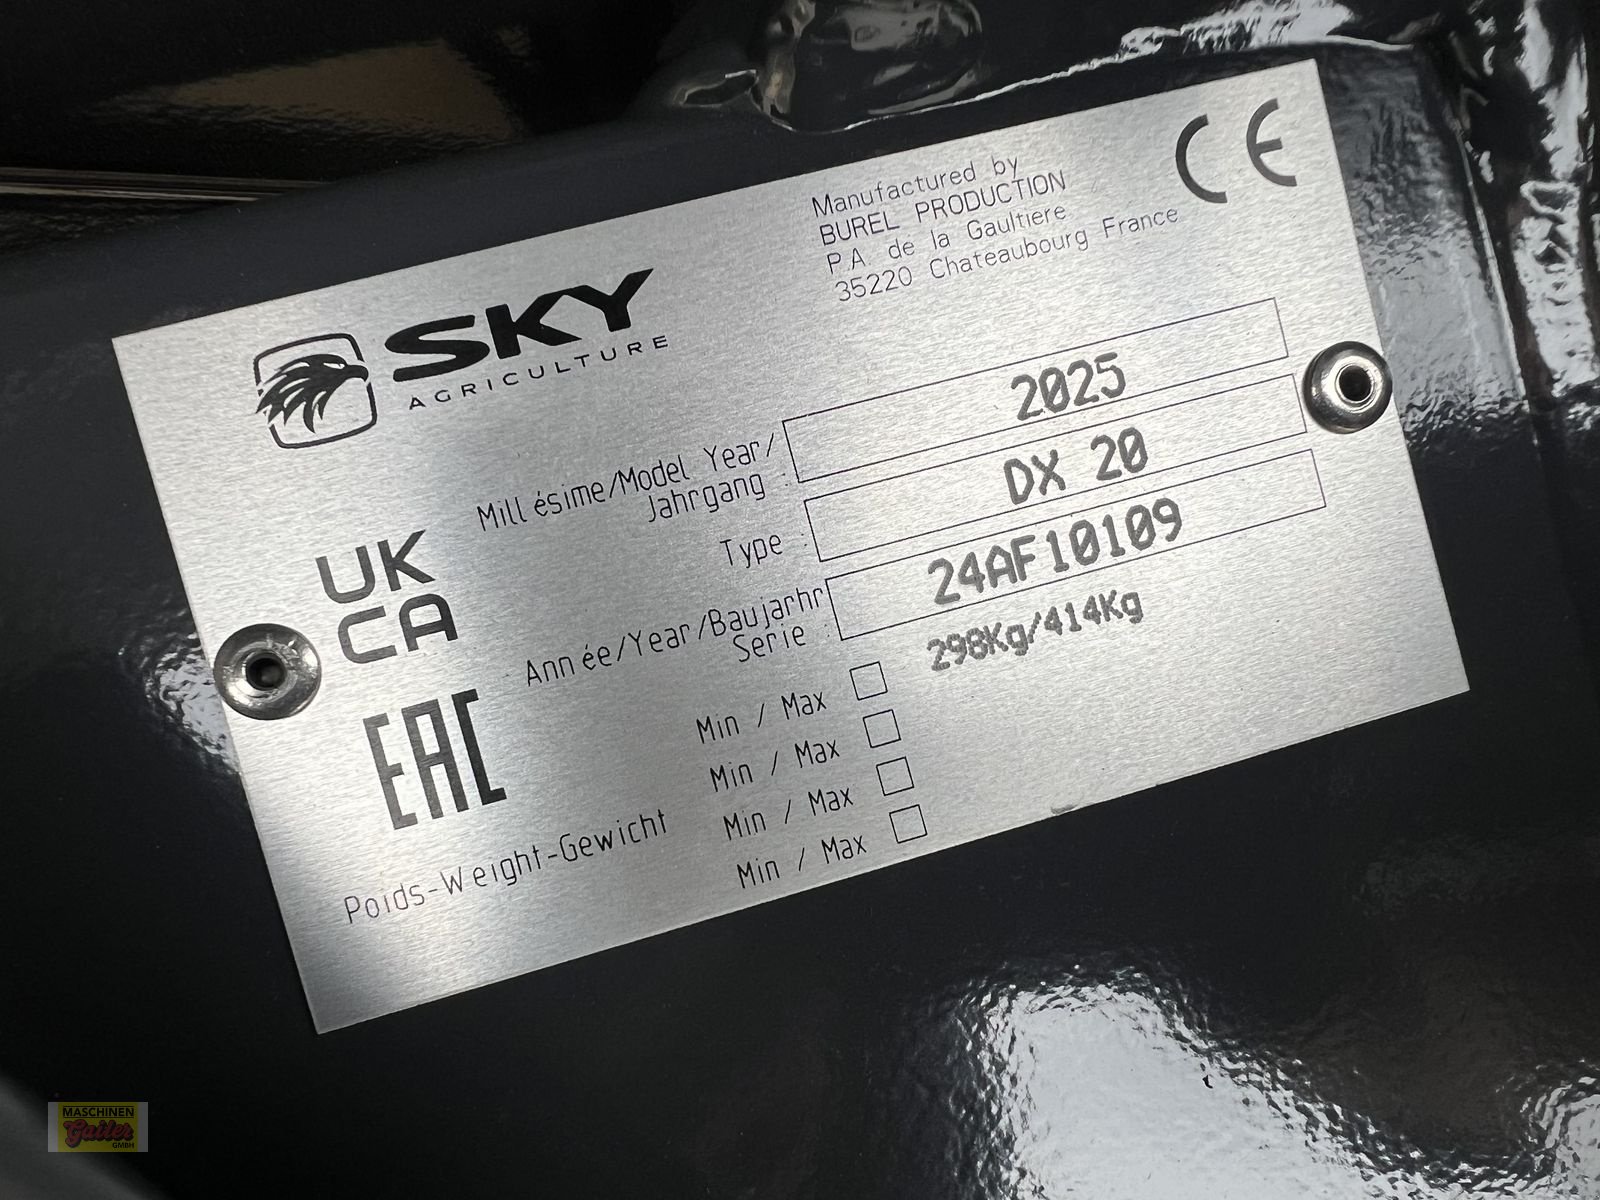 Manufactured by
BUREL PRODUCTION
P.A. de la Gaultiere
35220 Chateaubourg France
CE
SKY
AGRICULTURE
Millésime/Model Year/
Jahrgang :
2025
Type :
DX 20
Année/Year/Baujarhr
Serie :
24AF10109
UK
CA
EAC
298Kg/414Kg
Poids-Weight-Gewicht
Min / Max
Min / Max
Min / Max
Min / Max
MASCHINEN
Gailer
GMBH